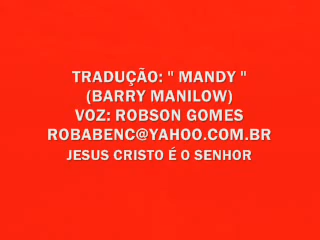 TRADUÇÃO: " MANDY "
(BARRY MANILOW)
VOZ: ROBSON GOMES
ROBABENC@YAHOO.COM.BR
JESUS CRISTO É O SENHOR